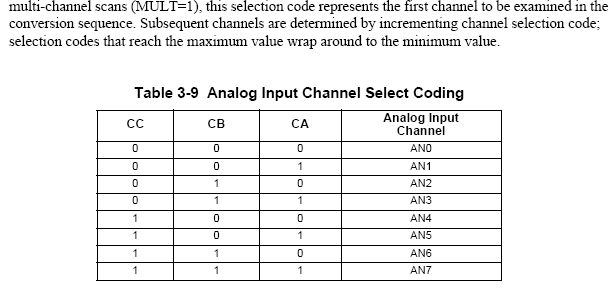 multi-channel scans (MULT=1), this selection code represents the first channel to be examined in the
conversion sequence. Subsequent channels are determined by incrementing channel selection code;
selection codes that reach the maximum value wrap around to the minimum value.
Table 3-9 Analog Input Channel Select Coding
CC CB CA Analog Input
Channel
0 0 0 AN0
0 0 1 AN1
0 1 0 AN2
0 1 1 AN3
1 0 0 AN4
1 0 1 AN5
1 1 0 AN6
1 1 1 AN7